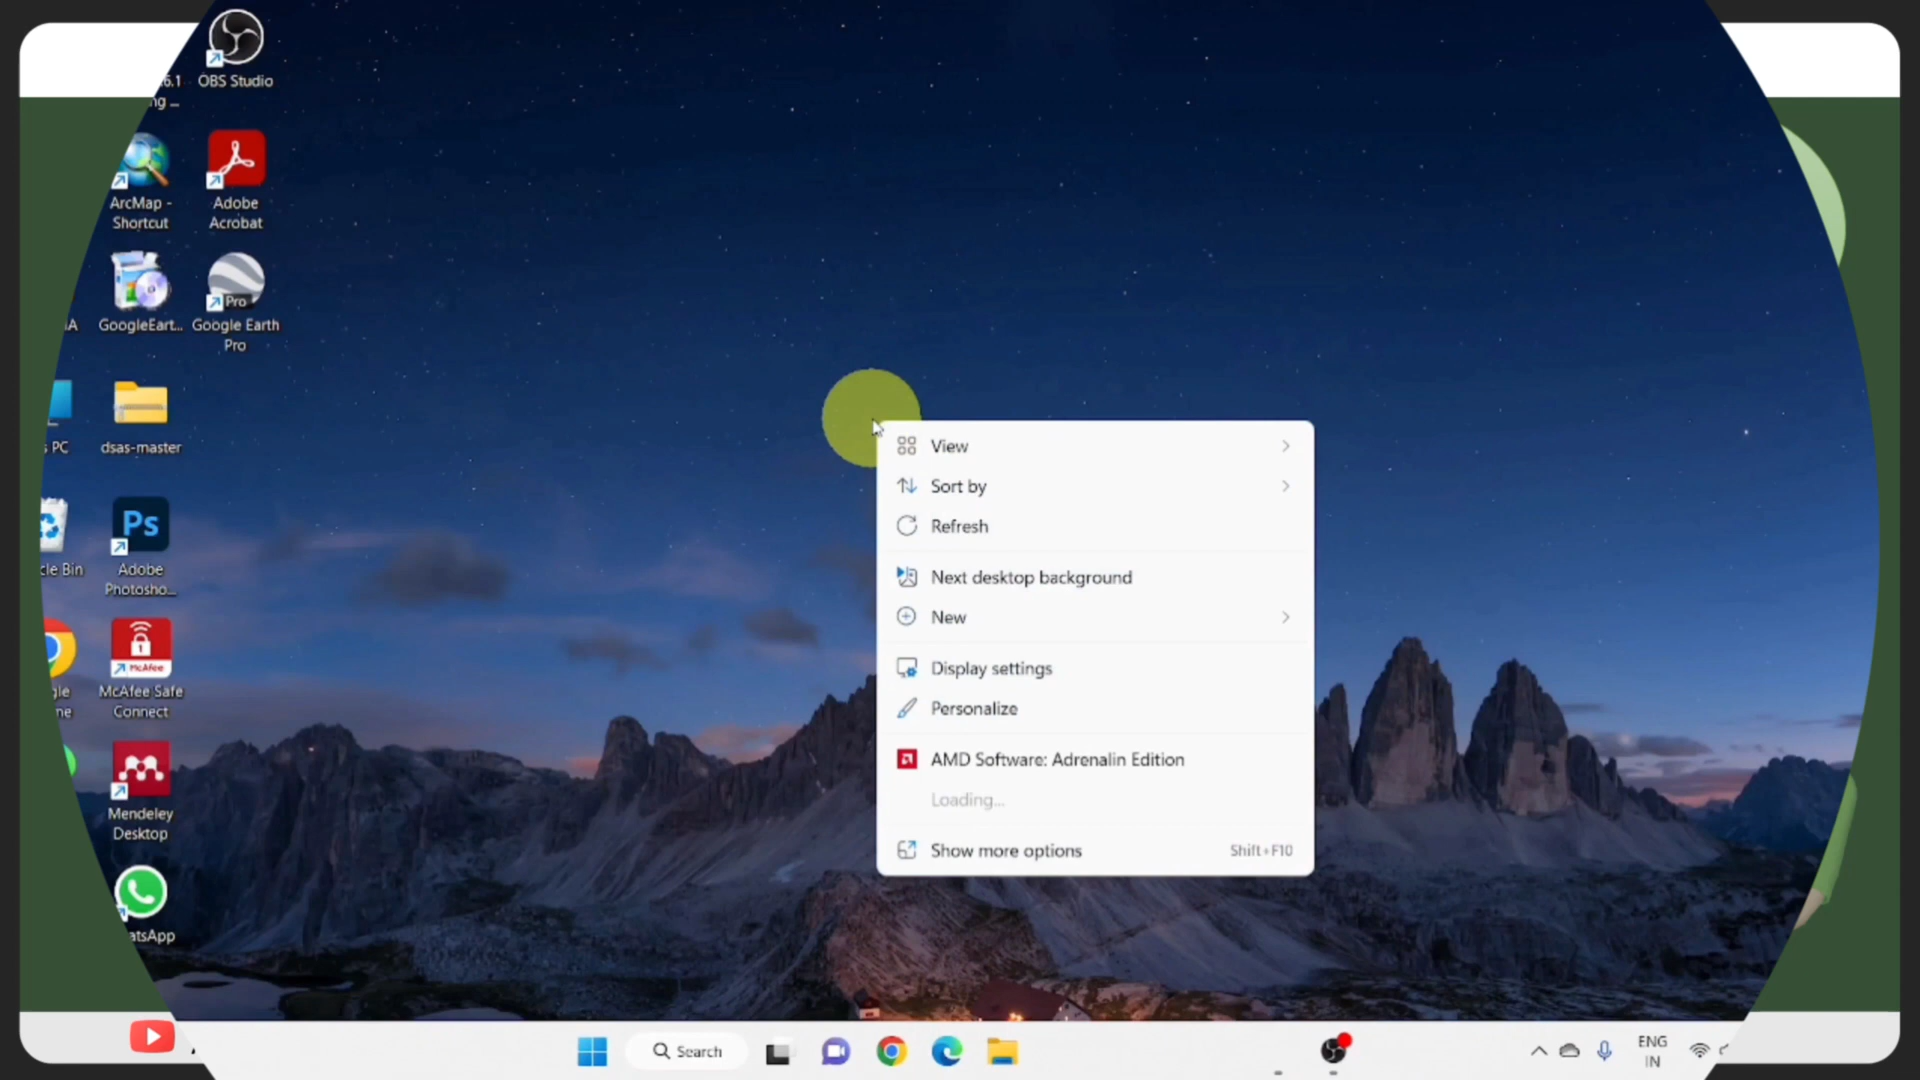 OBS Studio
ArcMap -
Shortcut
Adobe
Acrobat
GoogleEart...
Pro
Google Earth
Pro
PC
dsas-master
Ps
Adobe
Photosho...
Bin
McAfee
McAfee Safe
Connect
Mendeley
Desktop
View
Sort by
Refresh
Next desktop background
New
Display settings
Personalize
AMD Software: Adrenalin Edition
Loading...
Show more options
Shift+F10
Search
ENG
IN